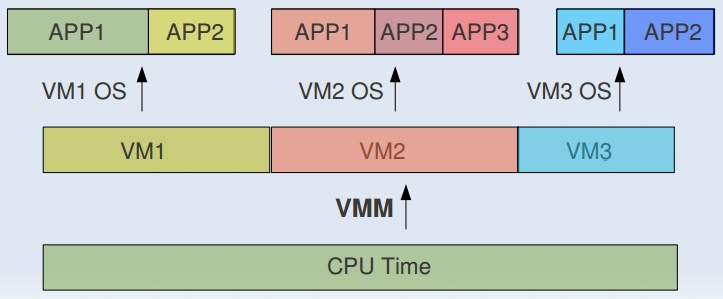 APP1 APP2 APP1 APP2 APP3 APP1 APP2
VM1 OS VM2 OS VM3 OS
VM1 VM2 VM3
VMM
CPU Time